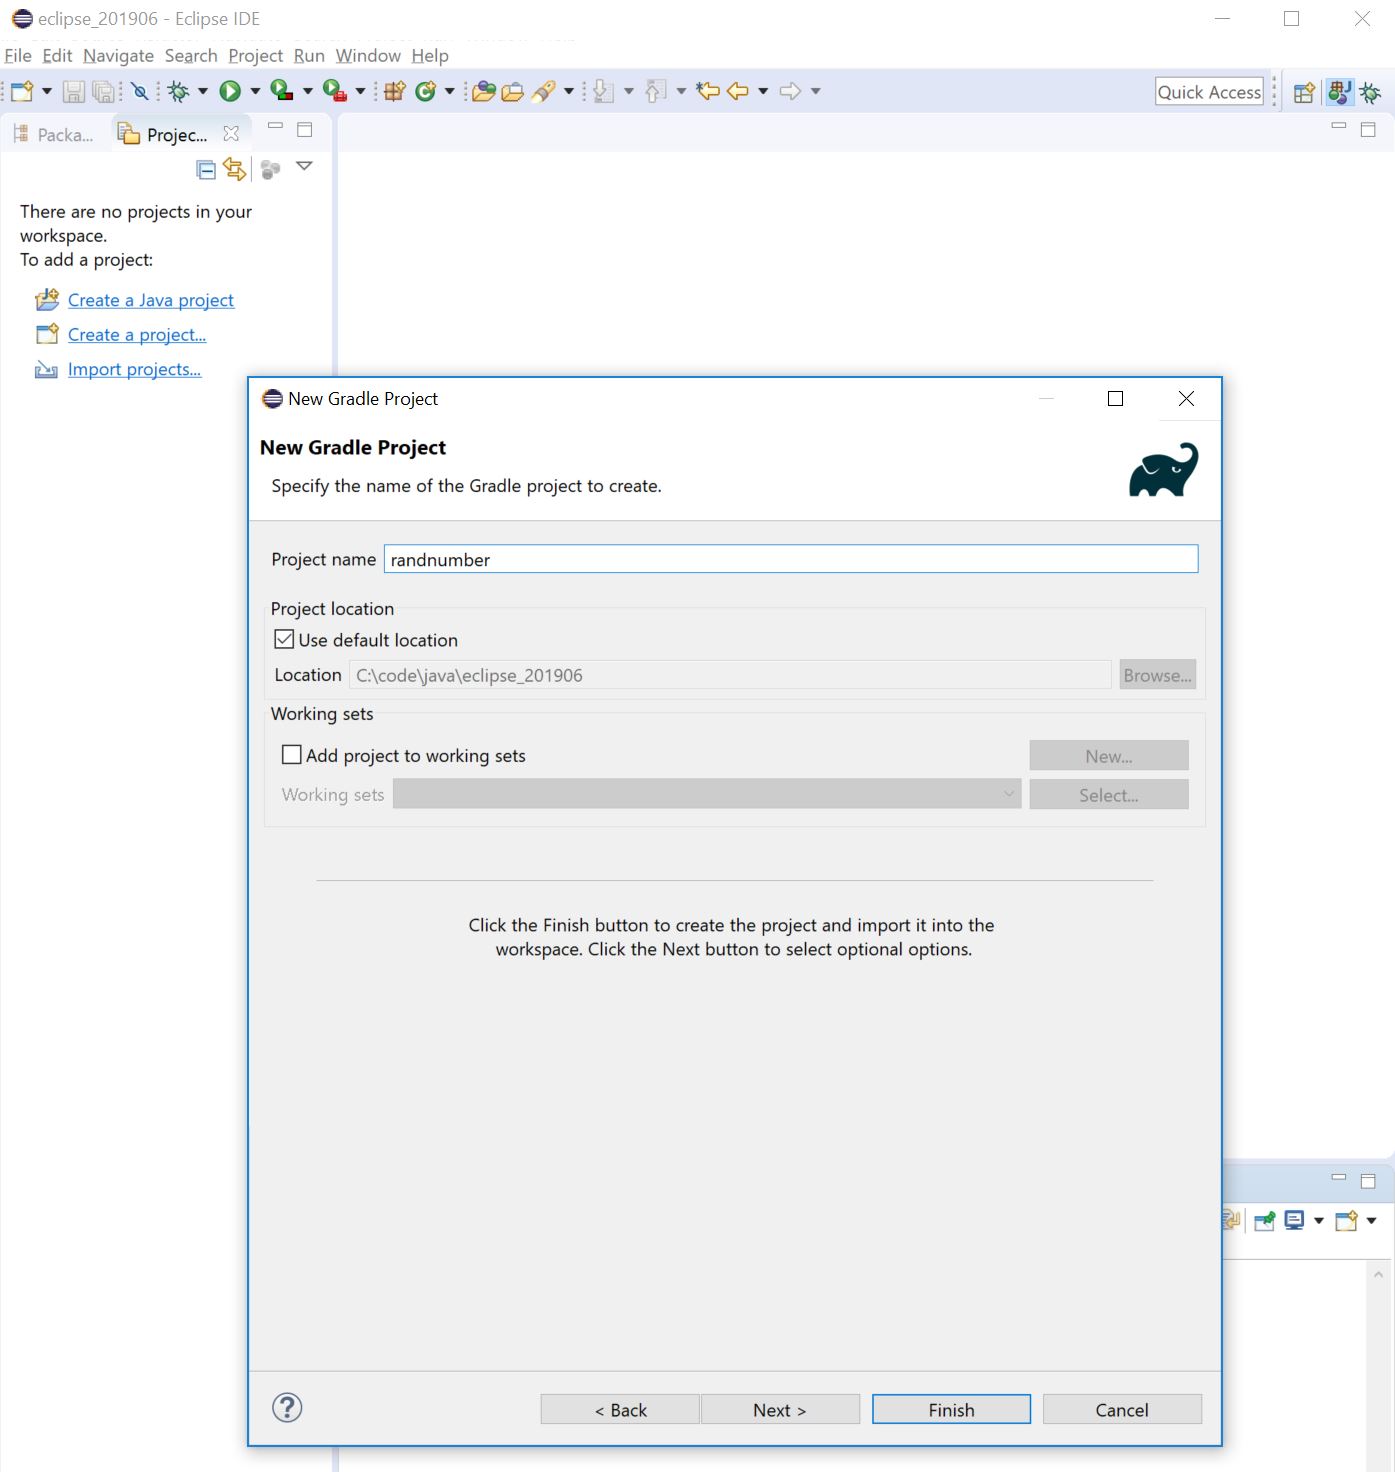 eclipse_201906 - Eclipse IDE
File Edit Navigate Search Project Run Window Help
Quick Access
Packa... Projec...
There are no projects in your
workspace.
To add a project:
Create a Java project
Create a project...
Import projects...
New Gradle Project
New Gradle Project
Specify the name of the Gradle project to create.
Project name randnumber
Project location
Use default location
Location C:\code\java\eclipse_201906 Browse...
Working sets
Add project to working sets New...
Working sets Select...
Click the Finish button to create the project and import it into the
workspace. Click the Next button to select optional options.
< Back Next > Finish Cancel